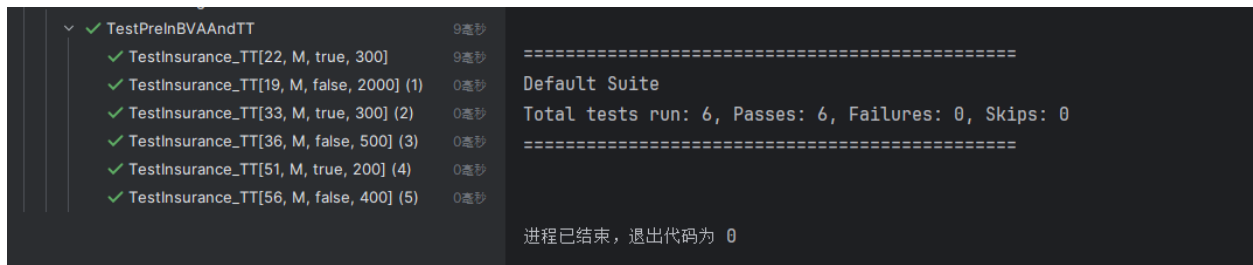 TestPreInBVAAndTT 9毫秒
TestInsurance_TT[22, M, true, 300] 9毫秒
TestInsurance_TT[19, M, false, 2000] (1) 0毫秒
TestInsurance_TT[33, M, true, 300] (2) 0毫秒
TestInsurance_TT[36, M, false, 500] (3) 0毫秒
TestInsurance_TT[51, M, true, 200] (4) 0毫秒
TestInsurance_TT[56, M, false, 400] (5) 0毫秒
===============================================
Default Suite
Total tests run: 6, Passes: 6, Failures: 0, Skips: 0
===============================================
进程已结束，退出代码为 0